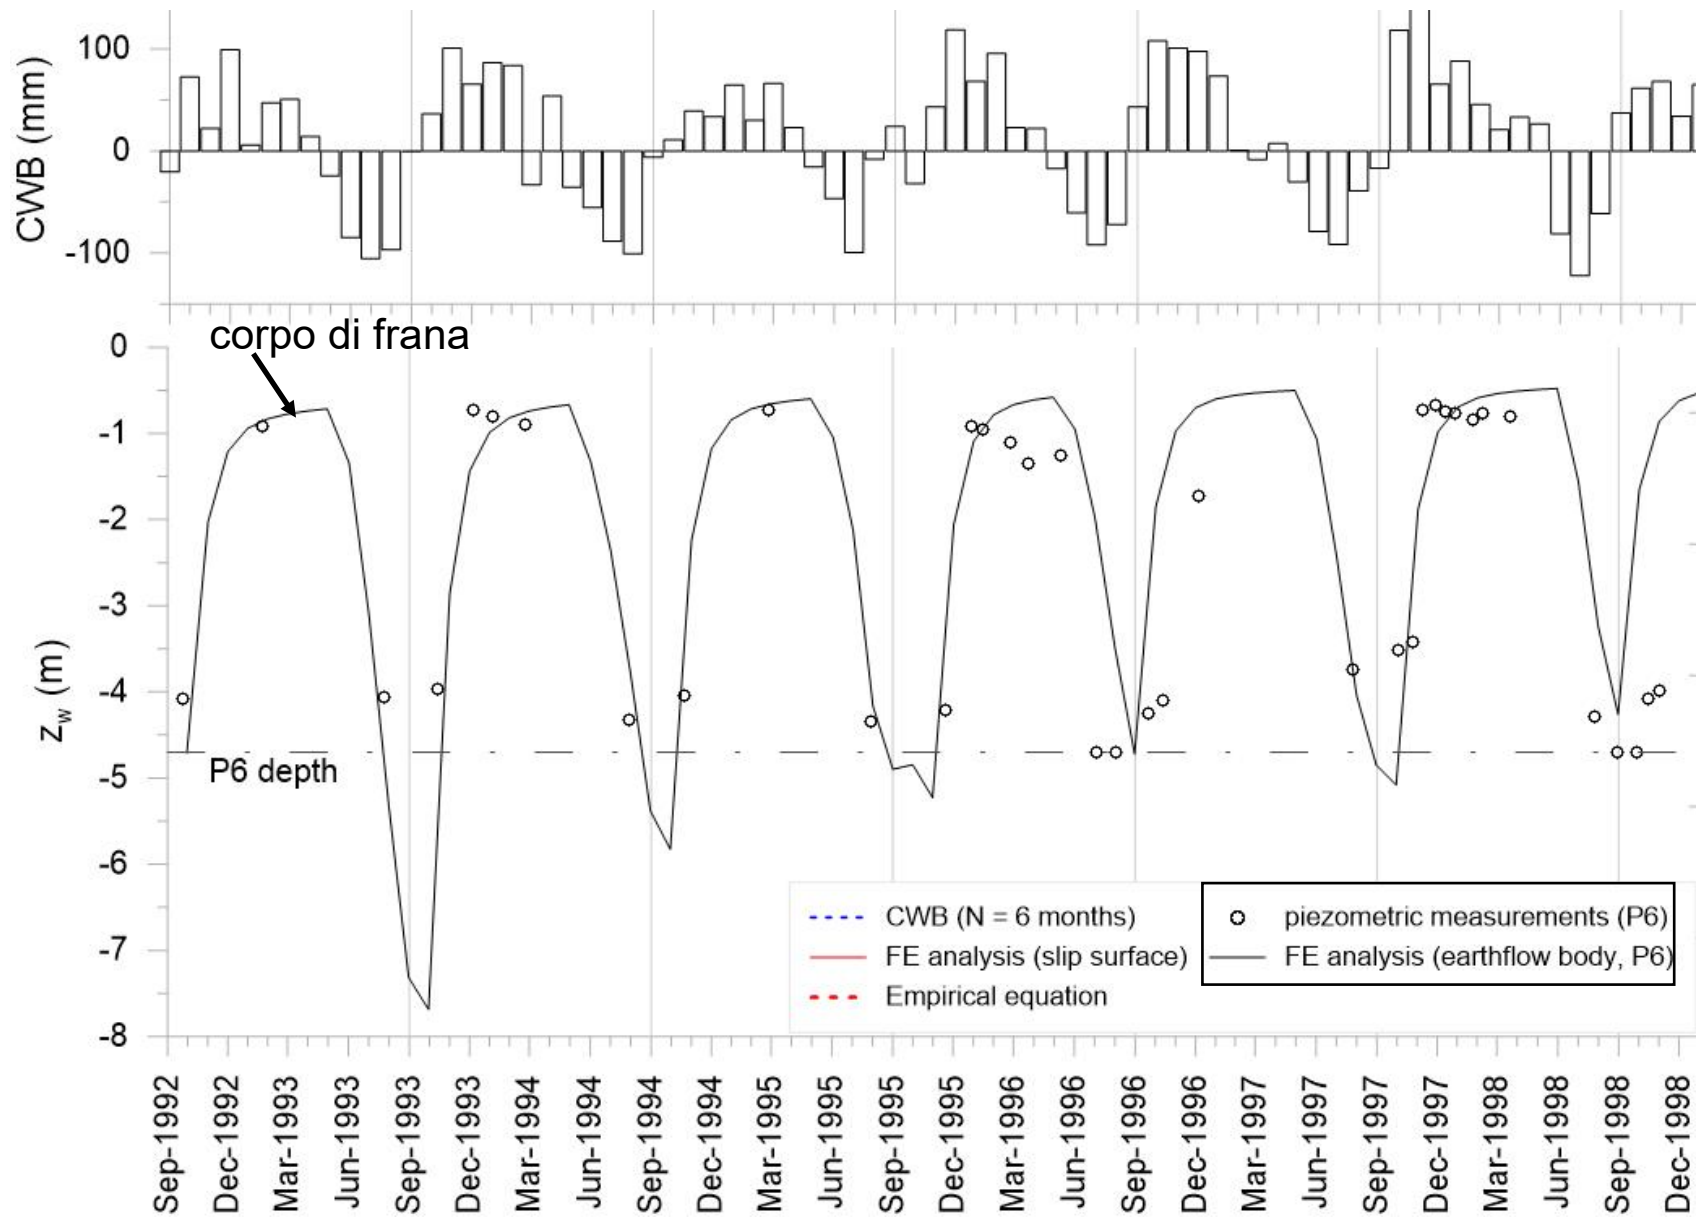 CWB (mm)
100
0
-100
corpo di frana
z_w (m)
0
-1
-2
-3
-4
-5
-6
-7
-8
P6 depth
CWB (N = 6 months)
FE analysis (slip surface)
Empirical equation
piezometric measurements (P6)
FE analysis (earthflow body, P6)
Sep-1992
Dec-1992
Mar-1993
Jun-1993
Sep-1993
Dec-1993
Mar-1994
Jun-1994
Sep-1994
Dec-1994
Mar-1995
Jun-1995
Sep-1995
Dec-1995
Mar-1996
Jun-1996
Sep-1996
Dec-1996
Mar-1997
Jun-1997
Sep-1997
Dec-1997
Mar-1998
Jun-1998
Sep-1998
Dec-1998